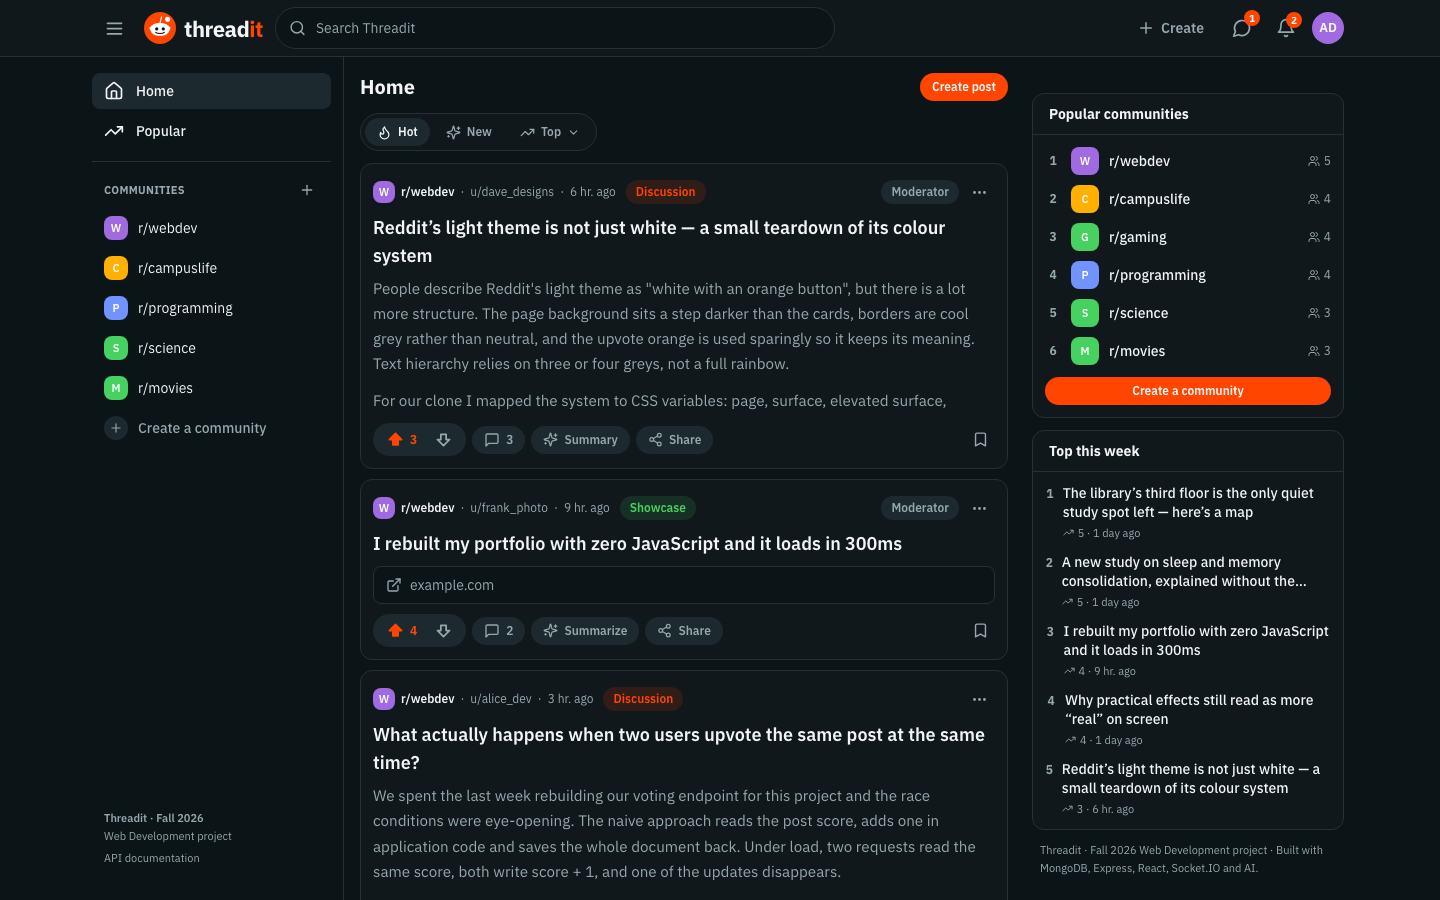 threadit
Search Threadit
Create
1
2
AD
Home
Popular
COMMUNITIES
W r/webdev
C r/campuslife
P r/programming
S r/science
M r/movies
Create a community
Threadit · Fall 2026
Web Development project
API documentation
Home
Create post
Hot New Top
W r/webdev · u/dave_designs · 6 hr. ago Discussion Moderator
Reddit’s light theme is not just white — a small teardown of its colour
system
People describe Reddit's light theme as "white with an orange button", but there is a lot
more structure. The page background sits a step darker than the cards, borders are cool
grey rather than neutral, and the upvote orange is used sparingly so it keeps its meaning.
Text hierarchy relies on three or four greys, not a full rainbow.
For our clone I mapped the system to CSS variables: page, surface, elevated surface,
3 3 Summary Share
W r/webdev · u/frank_photo · 9 hr. ago Showcase Moderator
I rebuilt my portfolio with zero JavaScript and it loads in 300ms
example.com
4 2 Summarize Share
W r/webdev · u/alice_dev · 3 hr. ago Discussion
What actually happens when two users upvote the same post at the same
time?
We spent the last week rebuilding our voting endpoint for this project and the race
conditions were eye-opening. The naive approach reads the post score, adds one in
application code and saves the whole document back. Under load, two requests read the
same score, both write score + 1, and one of the updates disappears.
Popular communities
1 W r/webdev 5
2 C r/campuslife 4
3 G r/gaming 4
4 P r/programming 4
5 S r/science 3
6 M r/movies 3
Create a community
Top this week
1 The library’s third floor is the only quiet
study spot left — here’s a map
5 · 1 day ago
2 A new study on sleep and memory
consolidation, explained without the...
5 · 1 day ago
3 I rebuilt my portfolio with zero JavaScript
and it loads in 300ms
4 · 9 hr. ago
4 Why practical effects still read as more
“real” on screen
4 · 1 day ago
5 Reddit’s light theme is not just white — a
small teardown of its colour system
3 · 6 hr. ago
Threadit · Fall 2026 Web Development project · Built with
MongoDB, Express, React, Socket.IO and AI.